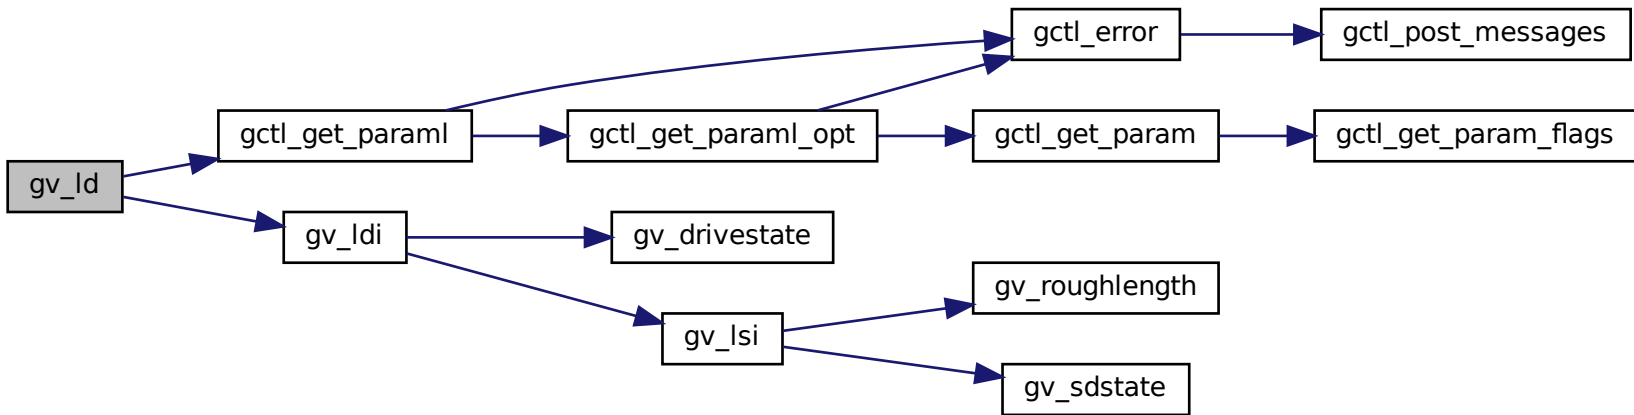 gctl_error
gctl_post_messages
gctl_get_paraml
gctl_get_paraml_opt
gctl_get_param
gctl_get_param_flags
gv_ld
gv_ldi
gv_drivestate
gv_roughlength
gv_lsi
gv_sdstate